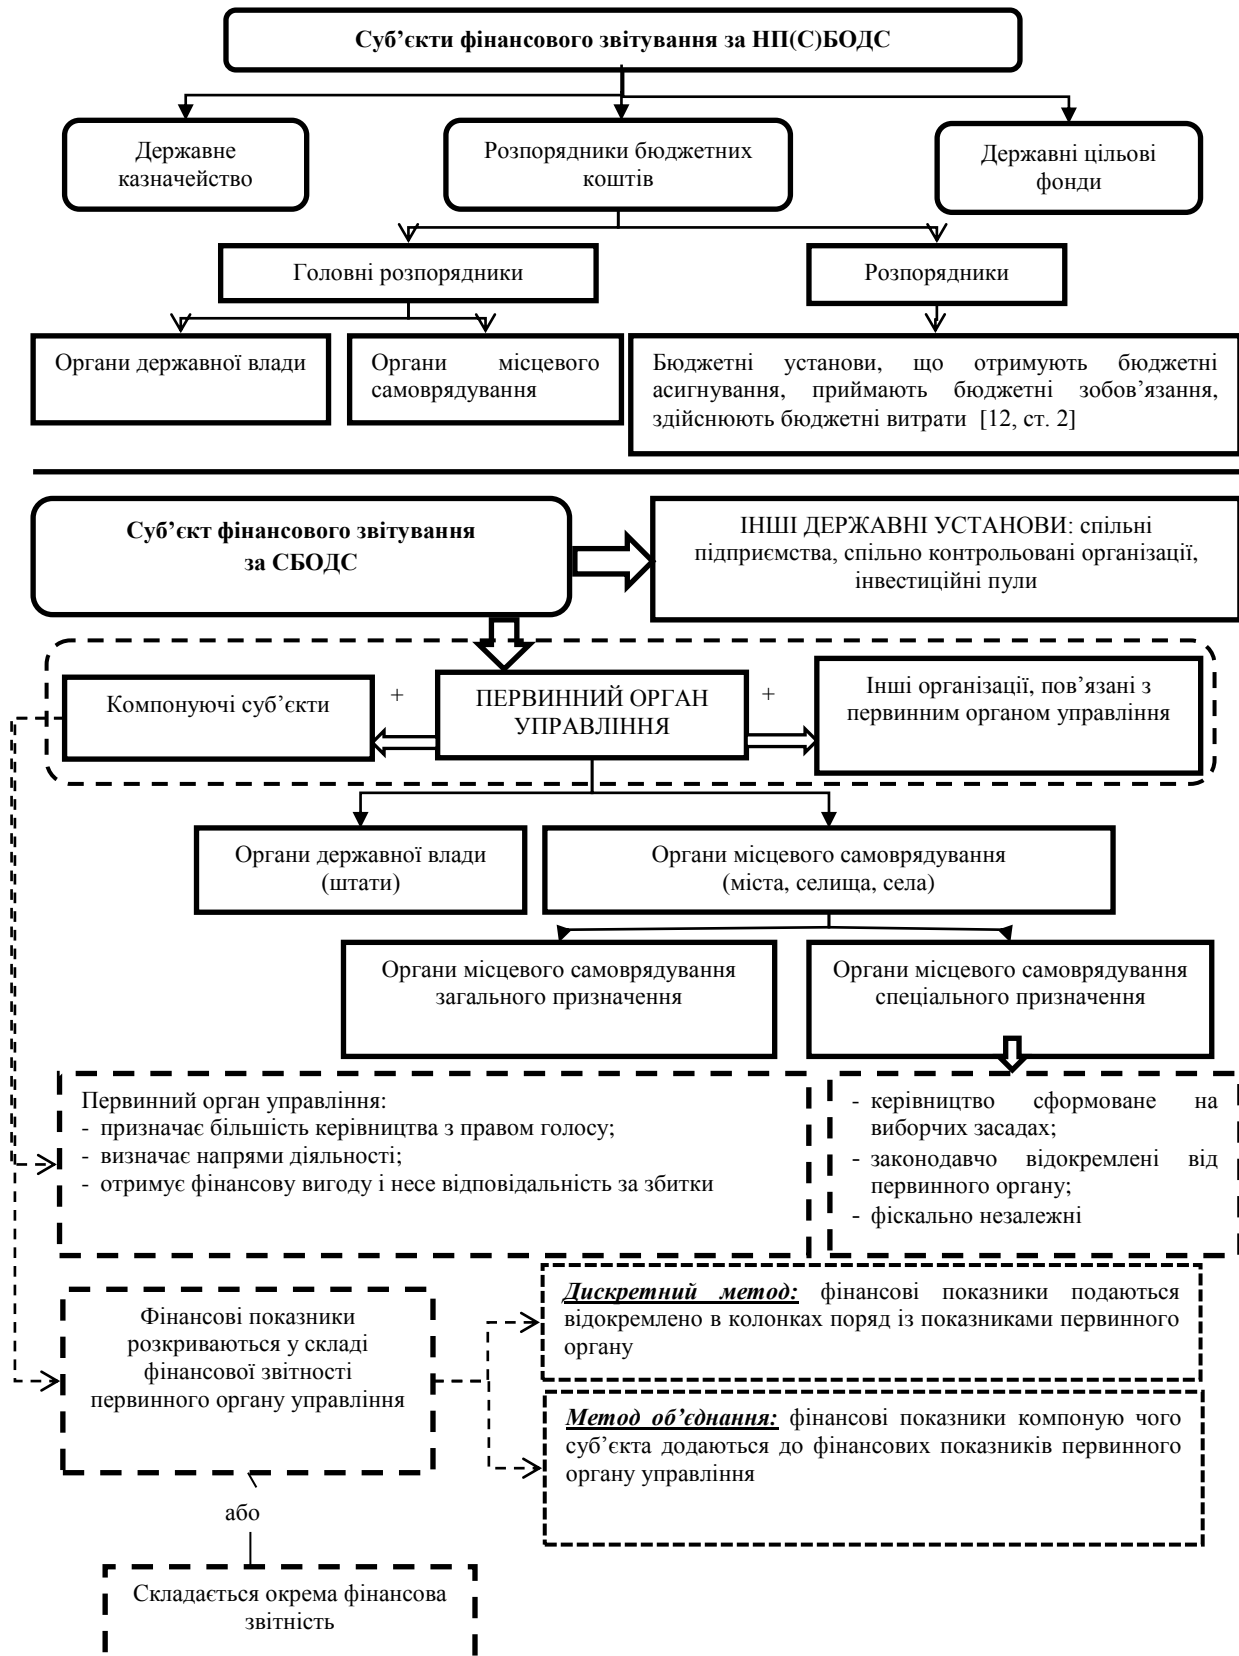 Суб’єкти фінансового звітування за НП(С)БОДС
Державне
казначейство
Розпорядники бюджетних
коштів
Державні цільові
фонди
Головні розпорядники
Розпорядники
Органи державної влади
Органи місцевого
самоврядування
Бюджетні установи, що отримують бюджетні
асигнування, приймають бюджетні зобов’язання,
здійснюють бюджетні витрати [12, ст. 2]
Суб’єкт фінансового звітування
за СБОДС
ІНШІ ДЕРЖАВНІ УСТАНОВИ: спільні
підприємства, спільно контрольовані організації,
інвестиційні пули
Компонуючі суб’єкти
+
ПЕРВИННИЙ ОРГАН
УПРАВЛІННЯ
+
Інші організації, пов’язані з
первинним органом управління
Органи державної влади
(штати)
Органи місцевого самоврядування
(міста, селища, села)
Органи місцевого самоврядування
загального призначення
Органи місцевого самоврядування
спеціального призначення
Первинний орган управління:
- призначає більшість керівництва з правом голосу;
- визначає напрями діяльності;
- отримує фінансову вигоду і несе відповідальність за збитки
- керівництво сформоване на
виборчих засадах;
- законодавчо відокремлені від
первинного органу;
- фіскально незалежні
Фінансові показники
розкриваються у складі
фінансової звітності
первинного органу управління
Дискретний метод: фінансові показники подаються
відокремлено в колонках поряд із показниками первинного
органу
Метод об’єднання: фінансові показники компоную чого
суб’єкта додаються до фінансових показників первинного
органу управління
або
Складається окрема фінансова
звітність